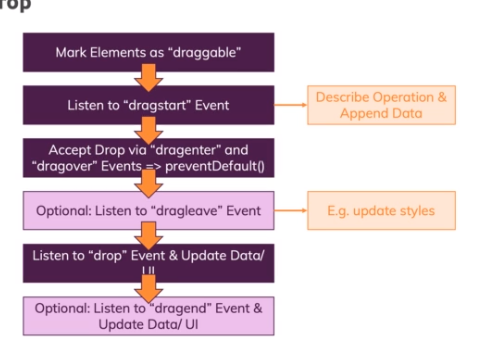 Mark Elements as “draggable”
Listen to “dragstart” Event
Describe Operation &
Append Data
Accept Drop via “dragenter” and
“dragover” Events => preventDefault()
Optional: Listen to “dragleave” Event
E.g. update styles
Listen to “drop” Event & Update Data/
UI
Optional: Listen to “dragend” Event &
Update Data/ UI